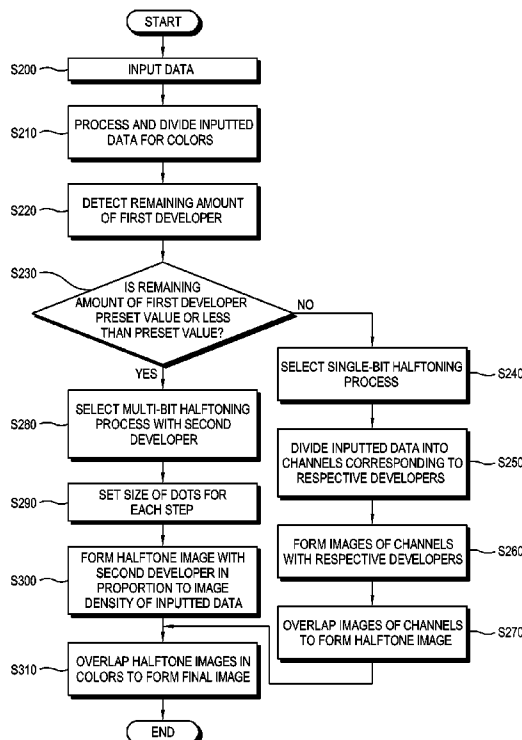 START
S200
INPUT DATA
S210
PROCESS AND DIVIDE INPUTTED
DATA FOR COLORS
S220
DETECT REMAINING AMOUNT
OF FIRST DEVELOPER
S230
IS REMAINING
AMOUNT OF FIRST DEVELOPER
PRESET VALUE OR LESS
THAN PRESET VALUE?
NO
YES
S240
SELECT SINGLE-BIT HALFTONING
PROCESS
S250
DIVIDE INPUTTED DATA INTO
CHANNELS CORRESPONDING TO
RESPECTIVE DEVELOPERS
S260
FORM IMAGES OF CHANNELS
WITH RESPECTIVE DEVELOPERS
S270
OVERLAP IMAGES OF CHANNELS
TO FORM HALFTONE IMAGE
S280
SELECT MULTI-BIT HALFTONING
PROCESS WITH SECOND
DEVELOPER
S290
SET SIZE OF DOTS FOR
EACH STEP
S300
FORM HALFTONE IMAGE WITH
SECOND DEVELOPER IN
PROPORTION TO IMAGE
DENSITY OF INPUTTED DATA
S310
OVERLAP HALFTONE IMAGES IN
COLORS TO FORM FINAL IMAGE
END